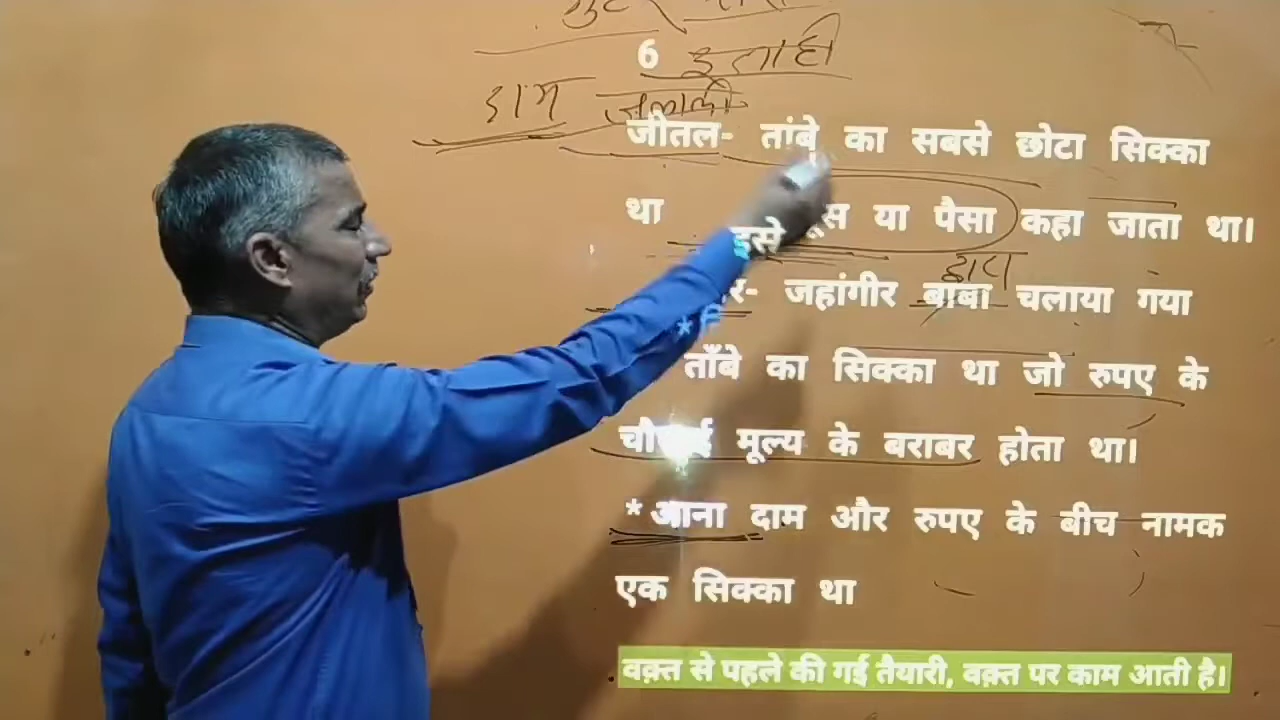 6 इलाही
दाम जलाली
जीतल- तांबे का सबसे छोटा सिक्का
था इसे या पैसा कहा जाता था।
द्वारा
जहांगीर बाबा चलाया गया
ताँबे का सिक्का था जो रुपए के
मूल्य के बराबर होता था।
* आना दाम और रुपए के बीच नामक
एक सिक्का था
वक़्त से पहले की गई तैयारी, वक़्त पर काम आती है।